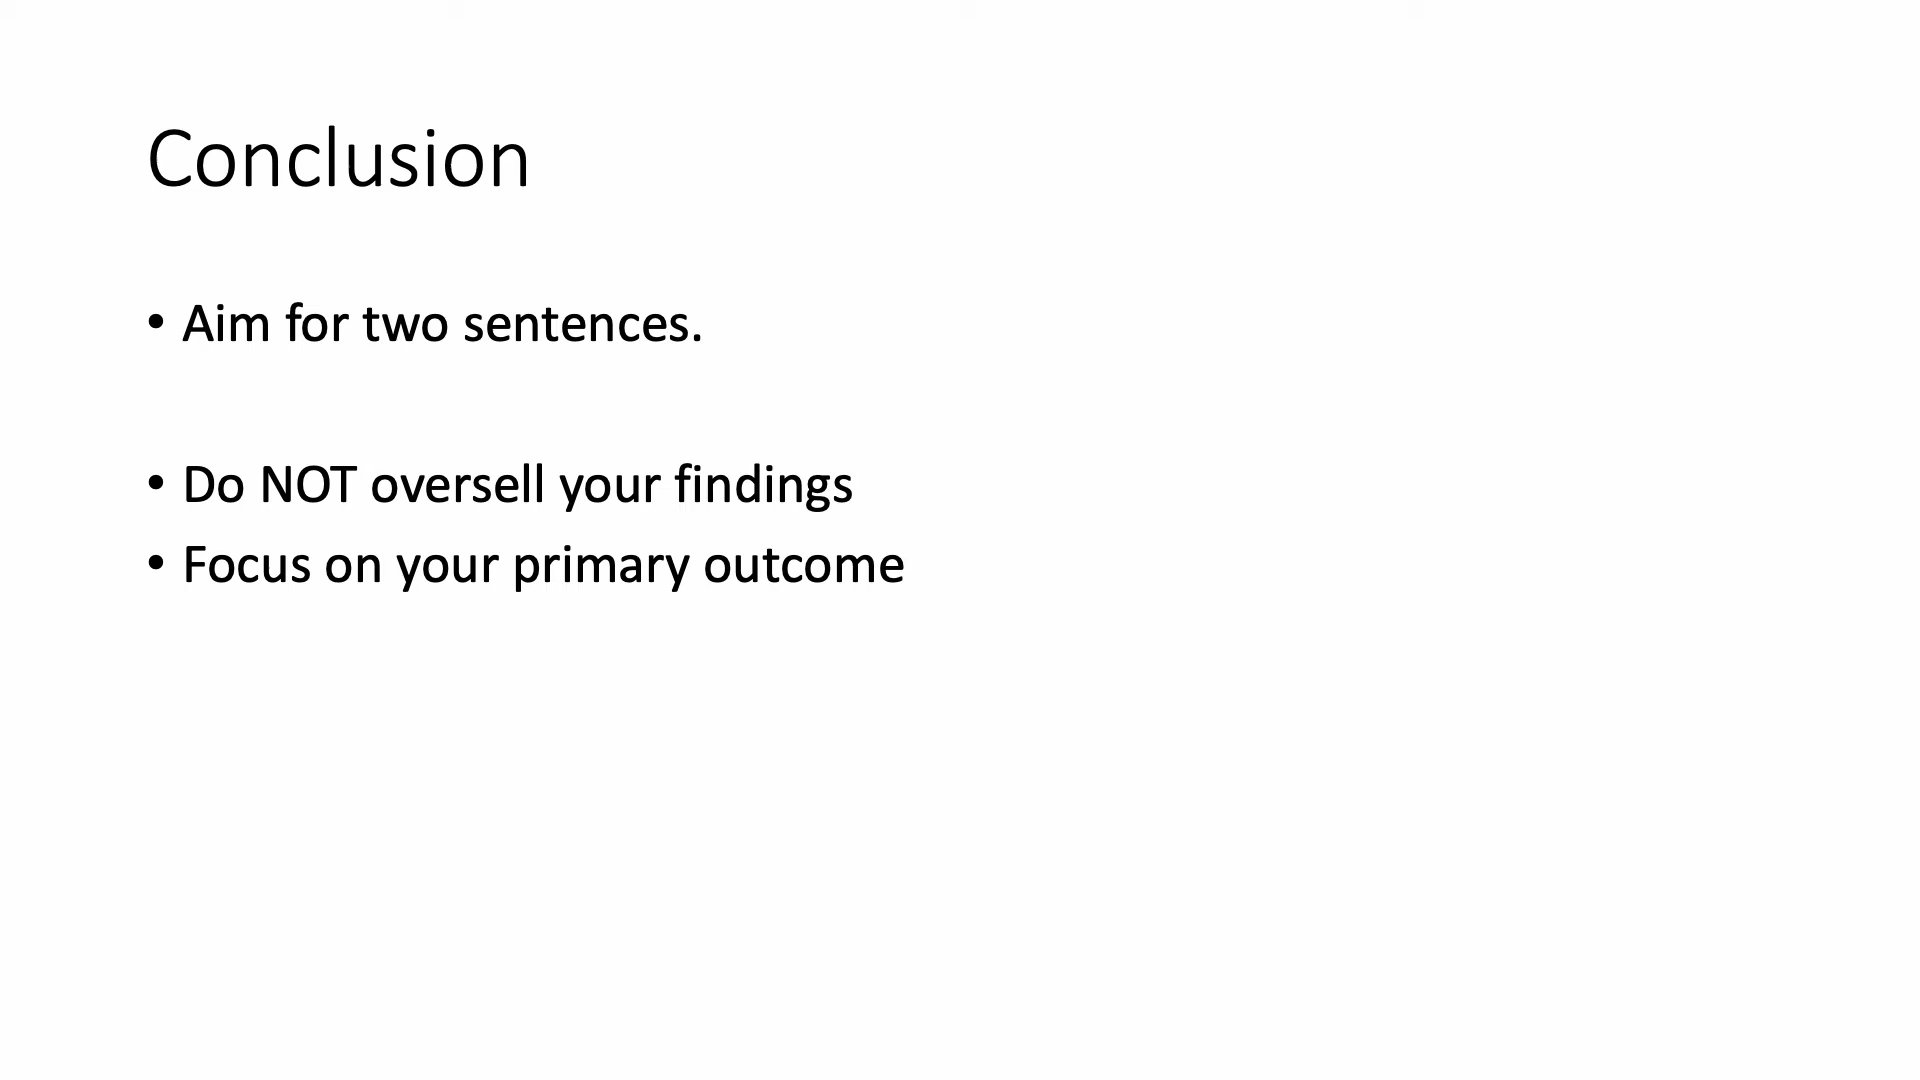 Conclusion
• Aim for two sentences.
• Do NOT oversell your findings
• Focus on your primary outcome